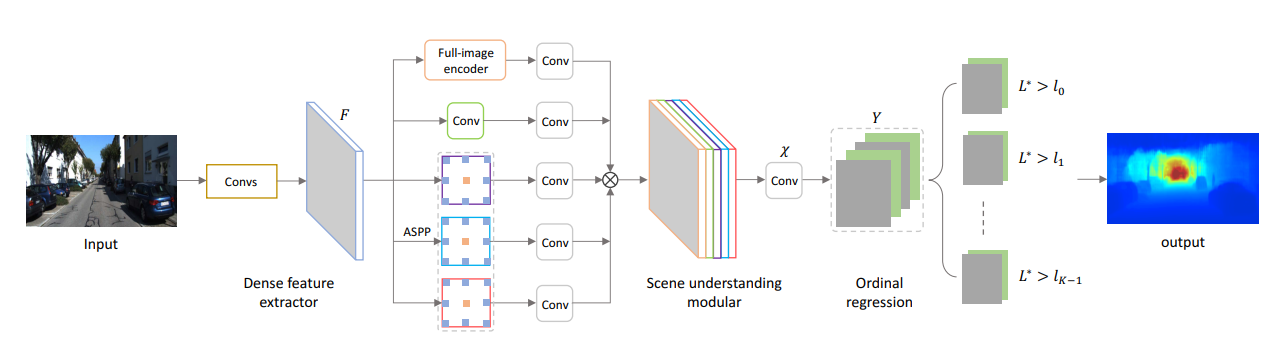 Input
Convs
F
Dense feature
extractor
Full-image
encoder
Conv
Conv
Conv
Conv
ASPP
Conv
Conv
Scene understanding
modular
χ
Conv
Y
Ordinal
regression
L* > l₀
L* > l₁
L* > l_{K−1}
output